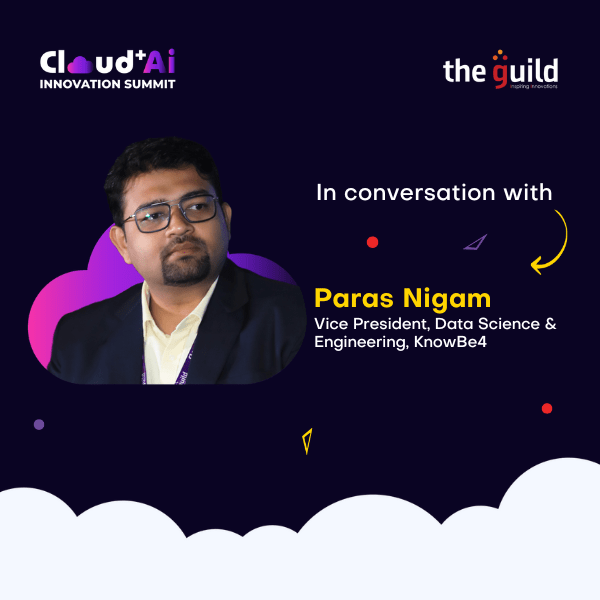 Cloud+Ai
INNOVATION SUMMIT
the guild
inspiring innovations
In conversation with
Paras Nigam
Vice President, Data Science &
Engineering, KnowBe4